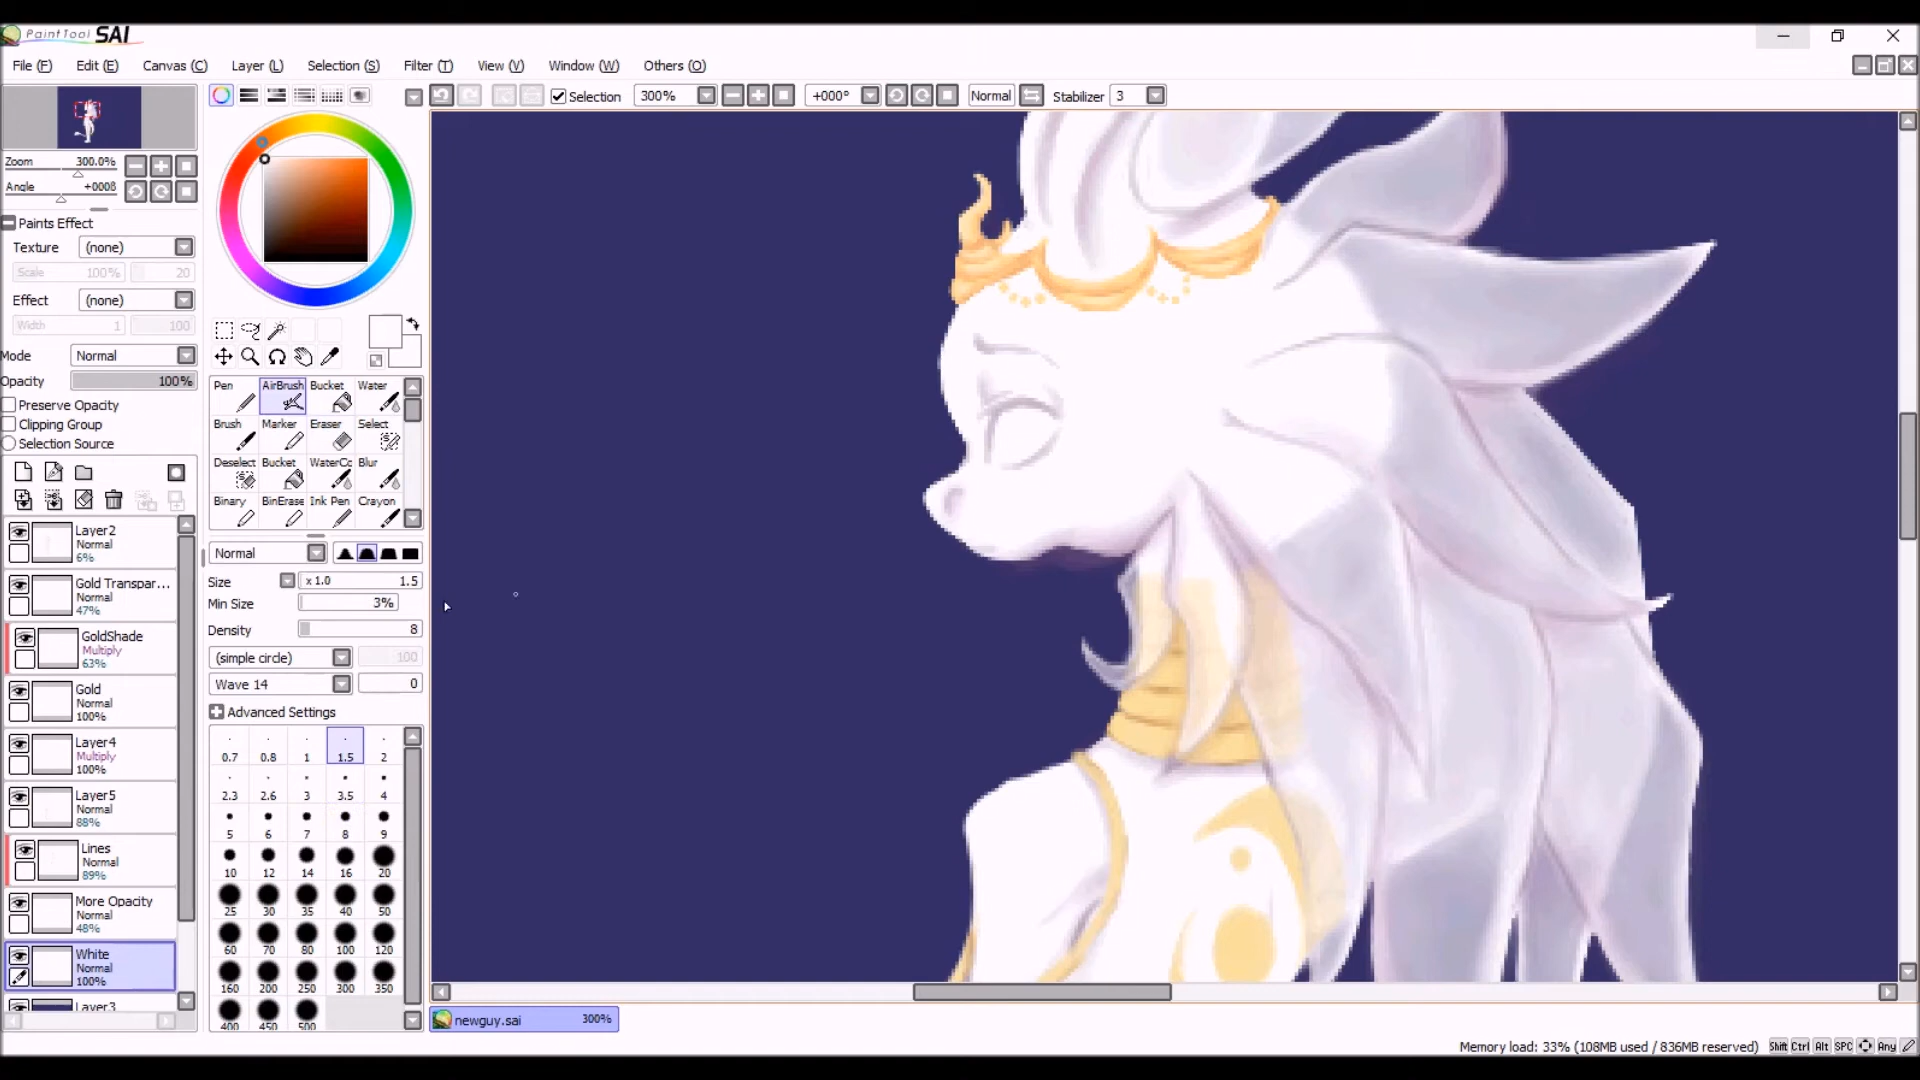 PaintTool SAI
File (F) Edit (E) Canvas (C) Layer (L) Selection (S) Filter (T) View (V) Window (W) Others (O)
Selection 300% +000° Normal Stabilizer 3
Zoom 300.0%
Angle +000ß
Paints Effect
Texture (none)
Scale 100% 20
Effect (none)
Width 1 100
Mode Normal
Opacity 100%
Preserve Opacity
Clipping Group
Selection Source
Layer2
Normal
6%
Gold Transpar...
Normal
47%
GoldShade
Multiply
63%
Gold
Normal
100%
Layer4
Multiply
100%
Layer5
Normal
88%
Lines
Normal
89%
More Opacity
Normal
48%
White
Normal
100%
Layer3
Pen AirBrush Bucket Water
Brush Marker Eraser Select
Deselect Bucket WaterCo Blur
Binary BinErase Ink Pen Crayon
Normal
Size x 1.0 1.5
Min Size 3%
Density 8
(simple circle) 100
Wave 14 0
Advanced Settings
0.7 0.8 1 1.5 2
2.3 2.6 3 3.5 4
5 6 7 8 9
10 12 14 16 20
25 30 35 40 50
60 70 80 100 120
160 200 250 300 350
400 450 500
newguy.sai 300%
Memory load: 33% (108MB used / 836MB reserved) Shift Ctrl Alt SPC Any